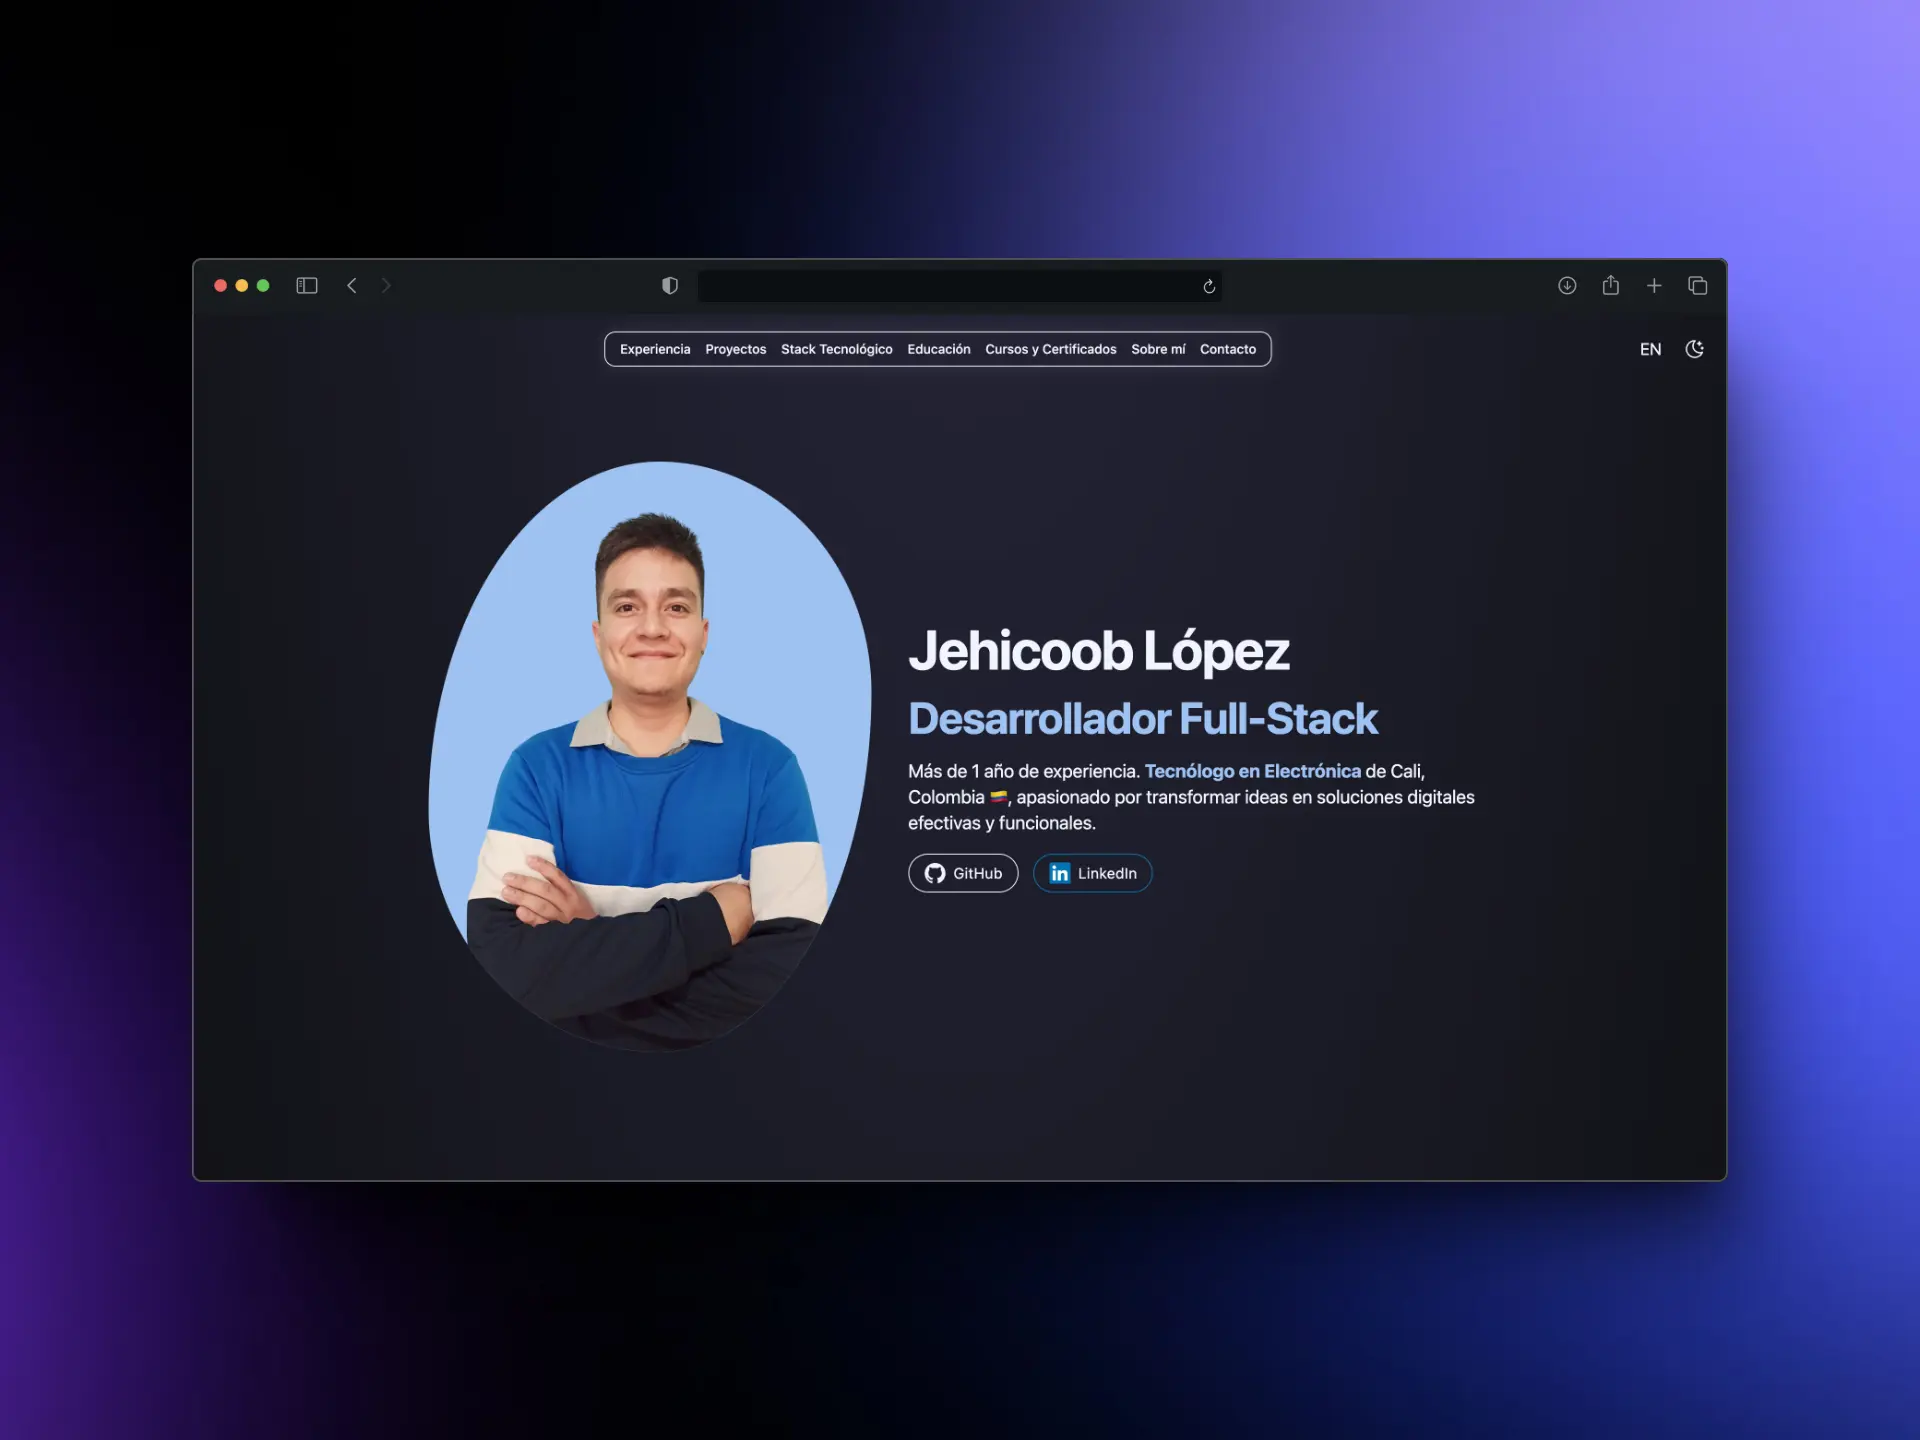 Experiencia Proyectos Stack Tecnológico Educación Cursos y Certificados Sobre mí Contacto
EN
Jehicoob López
Desarrollador Full-Stack
Más de 1 año de experiencia. Tecnólogo en Electrónica de Cali,
Colombia 🇨🇴, apasionado por transformar ideas en soluciones digitales
efectivas y funcionales.
GitHub
in LinkedIn